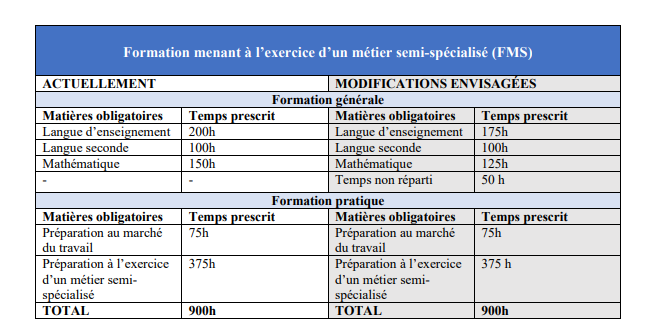 Formation menant à l'exercice d'un métier semi-spécialisé (FMS)
ACTUELLEMENT MODIFICATIONS ENVISAGÉES
Formation générale
Matières obligatoires Temps prescrit Matières obligatoires Temps prescrit
Langue d'enseignement 200h Langue d'enseignement 175h
Langue seconde 100h Langue seconde 100h
Mathématique 150h Mathématique 125h
- - Temps non réparti 50 h
Formation pratique
Matières obligatoires Temps prescrit Matières obligatoires Temps prescrit
Préparation au marché 75h Préparation au marché 75h
du travail du travail
Préparation à l'exercice 375h Préparation à l'exercice 375 h
d'un métier semi- d'un métier semi-
spécialisé spécialisé
TOTAL 900h TOTAL 900h